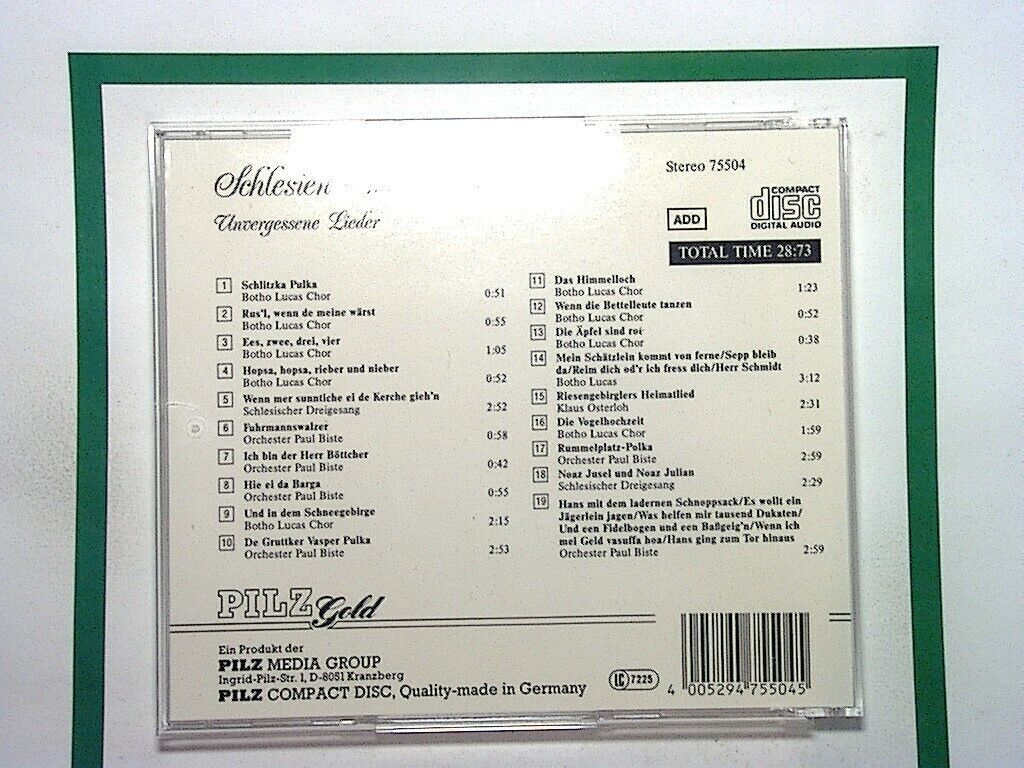 Schlesien
Unvergessene Lieder
Stereo 75504
ADD
COMPACT
disc
DIGITAL AUDIO
TOTAL TIME 28:73
1 Schlitzka Pulka
Botho Lucas Chor 0:51
2 Rus'l, wenn de meine wärst
Botho Lucas Chor 0:55
3 Ees, zwee, drei, vier
Botho Lucas Chor 1:05
4 Hopsa, hopsa, rieber und nieber
Botho Lucas Chor 0:52
5 Wenn mer sunntiche ei de Kerche gieh'n
Schlesischer Dreigesang 2:52
6 Fuhrmannswalzer
Orchester Paul Biste 0:58
7 Ich bin der Herr Böttcher
Orchester Paul Biste 0:42
8 Hie ei da Barga
Orchester Paul Biste 0:55
9 Und in dem Schneegebirge
Botho Lucas Chor 2:15
10 De Gruttker Vasper Pulka
Orchester Paul Biste 2:53
11 Das Himmelloch
Botho Lucas Chor 1:23
12 Wenn die Bettelleute tanzen
Botho Lucas Chor 0:52
13 Die Äpfel sind rot
Botho Lucas Chor 0:38
14 Mein Schätzlein kommt von ferne/Sepp bleib
da/Reim dich od'r ich fress dich/Herr Schmidt
Botho Lucas 3:12
15 Riesengebirglers Heimatlied
Klaus Osterloh 2:31
16 Die Vogelhochzeit
Botho Lucas Chor 1:59
17 Rummelplatz-Polka
Orchester Paul Biste 2:59
18 Noaz Jusel und Noaz Julian
Schlesischer Dreigesang 2:29
19 Hans mit dem ladernen Schnoppsack/Es wollt ein
Jägerlein jagen/Was helfen mir tausend Dukaten/
Und een Fidelbogen und een Baßgeig'n/Wenn ich
mei Geld vasuffa hoa/Hans ging zum Tor hinaus
Orchester Paul Biste 2:59
PILZ Gold
Ein Produkt der
PILZ MEDIA GROUP
Ingrid-Pilz-Str. 1, D-8051 Kranzberg
PILZ COMPACT DISC, Quality-made in Germany
LC 7225
4 005294 755045